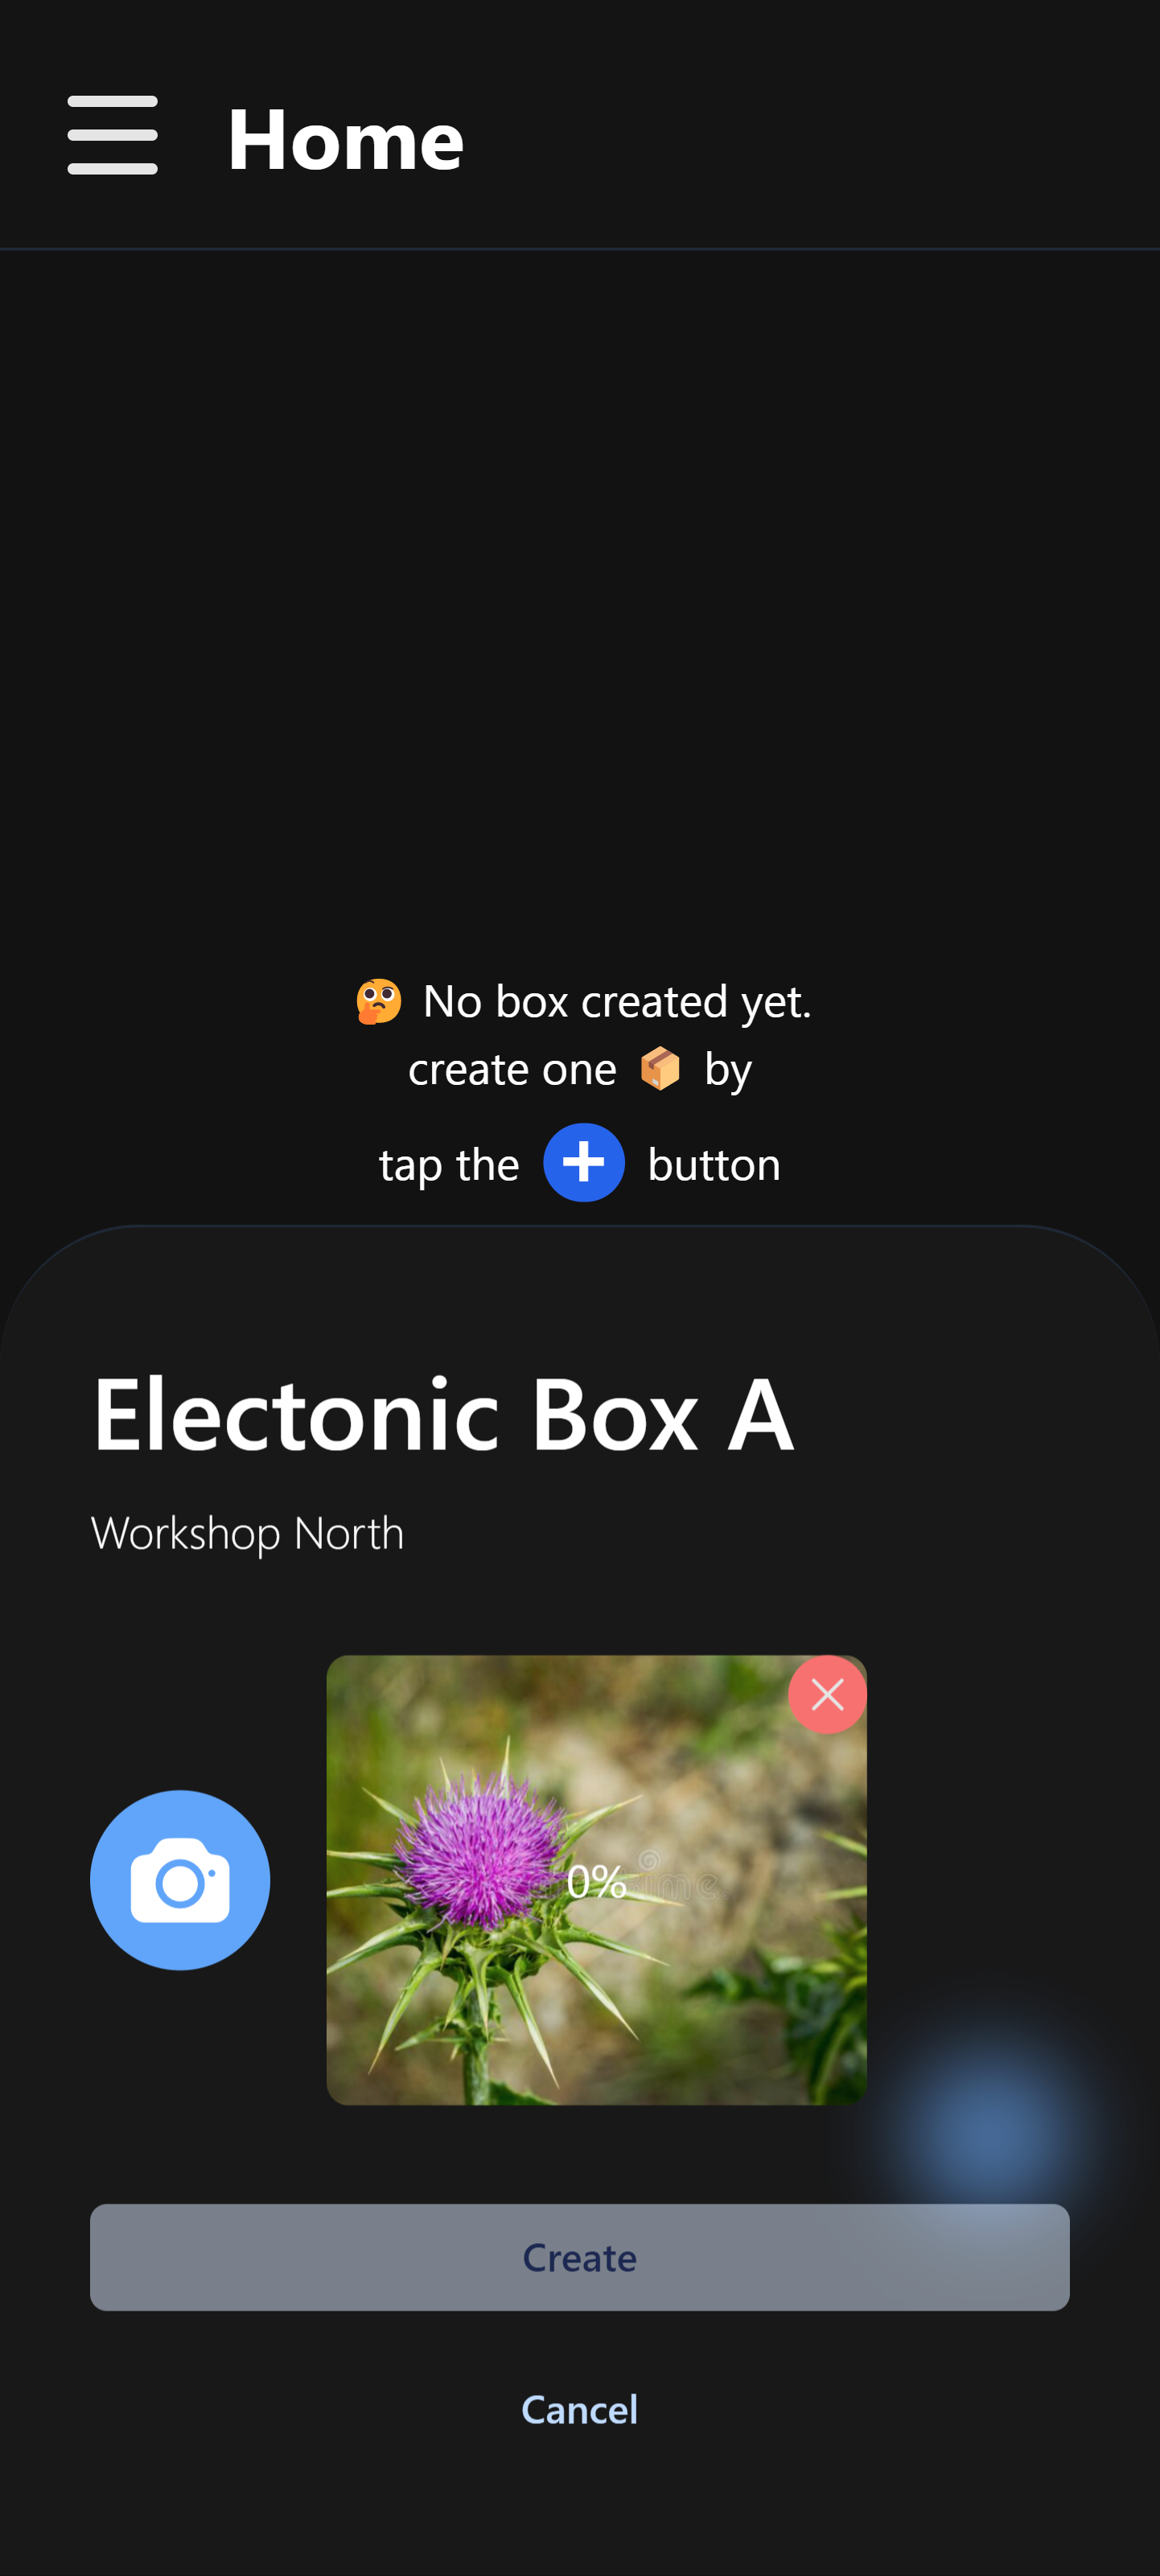 Home
🤔 No box created yet.
create one 📦 by
tap the + button
Electonic Box A
Workshop North
0%
Create
Cancel